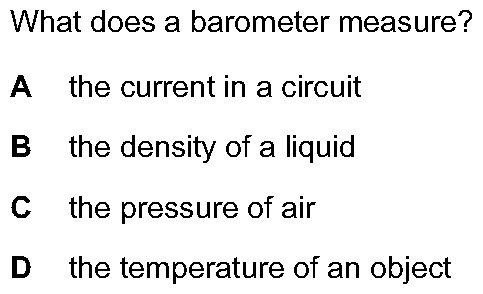 What does a barometer measure?
A the current in a circuit
B the density of a liquid
C the pressure of air
D the temperature of an object